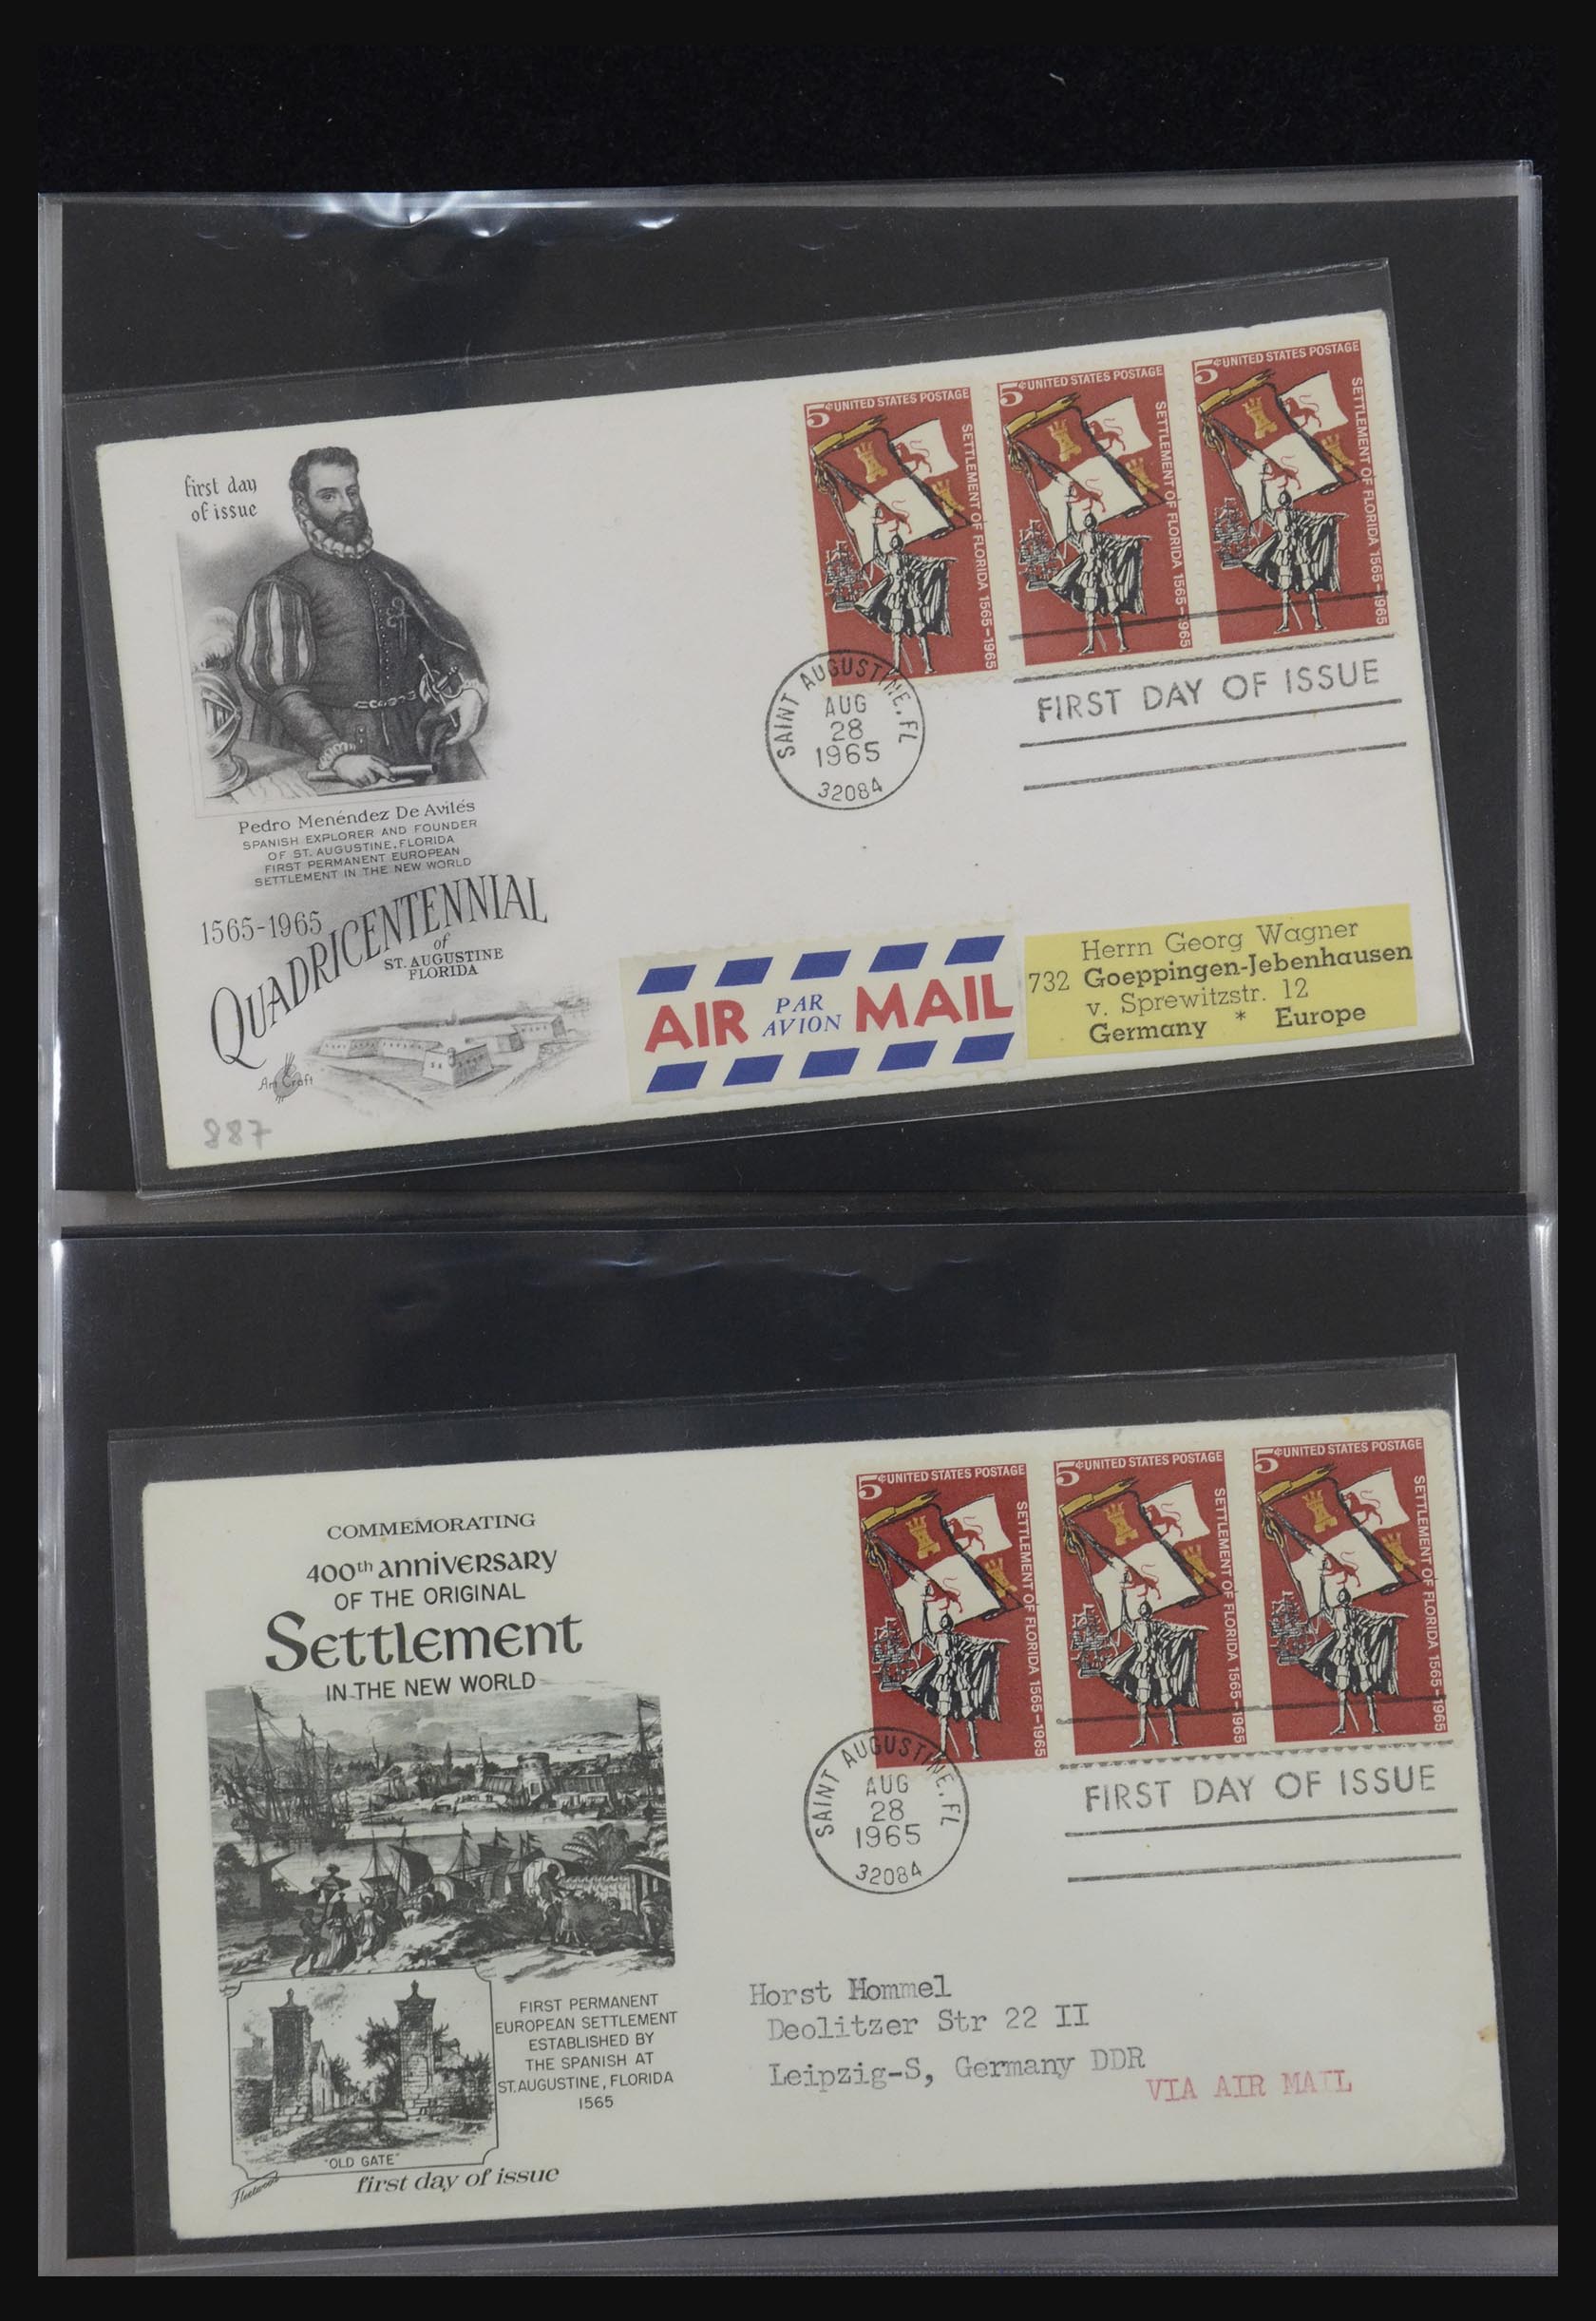 first day
of issue
Pedro Menéndez De Avilés
SPANISH EXPLORER AND FOUNDER
OF ST. AUGUSTINE, FLORIDA
FIRST PERMANENT EUROPEAN
SETTLEMENT IN THE NEW WORLD
1565-1965
QUADRICENTENNIAL
of
ST. AUGUSTINE
FLORIDA
Art Craft
887
5¢ UNITED STATES POSTAGE
SETTLEMENT OF FLORIDA 1565-1965
5¢ UNITED STATES POSTAGE
SETTLEMENT OF FLORIDA 1565-1965
5¢ UNITED STATES POSTAGE
SETTLEMENT OF FLORIDA 1565-1965
SAINT AUGUSTINE, FL
AUG
28
1965
32084
FIRST DAY OF ISSUE
AIR PAR AVION MAIL
Herrn Georg Wagner
732 Goeppingen-Jebenhausen
v. Sprewitzstr. 12
Germany * Europe
COMMEMORATING
400th ANNIVERSARY
OF THE ORIGINAL
Settlement
IN THE NEW WORLD
FIRST PERMANENT
EUROPEAN SETTLEMENT
ESTABLISHED BY
THE SPANISH AT
ST. AUGUSTINE, FLORIDA
1565
"OLD GATE"
Fleetwood
first day of issue
5¢ UNITED STATES POSTAGE
SETTLEMENT OF FLORIDA 1565-1965
5¢ UNITED STATES POSTAGE
SETTLEMENT OF FLORIDA 1565-1965
5¢ UNITED STATES POSTAGE
SETTLEMENT OF FLORIDA 1565-1965
SAINT AUGUSTINE, FL
AUG
28
1965
32084
FIRST DAY OF ISSUE
Horst Hommel
Deolitzer Str 22 II
Leipzig-S, Germany DDR
VIA AIR MAIL